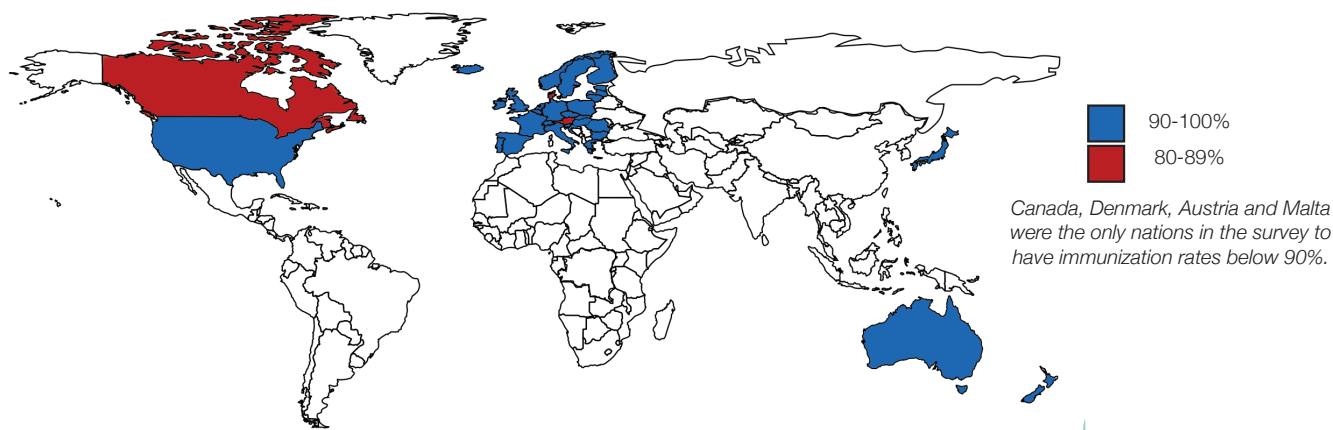 90-100%
80-89%
Canada, Denmark, Austria and Malta
were the only nations in the survey to
have immunization rates below 90%.